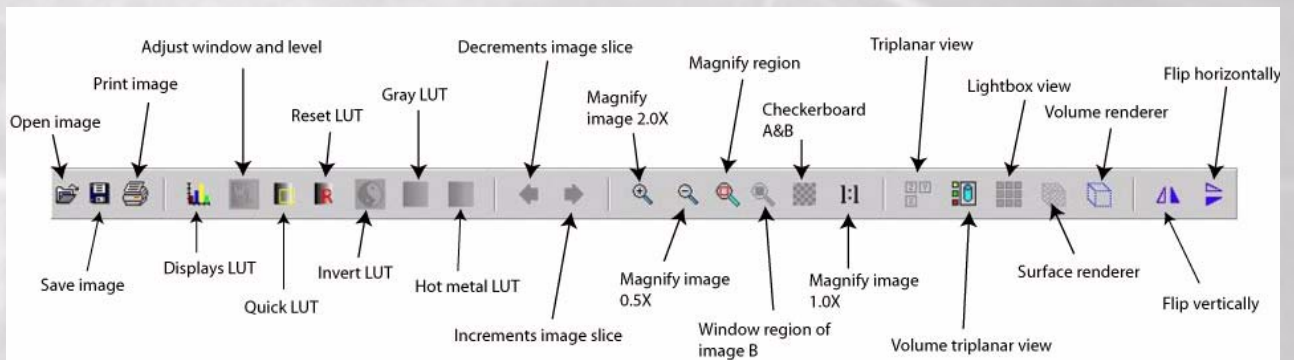 Adjust window and level
Decrements image slice
Triplanar view
Print image
Magnify region
Flip horizontally
Gray LUT
Lightbox view
Open image
Reset LUT
Magnify
image 2.0X
Checkerboard
A&B
Volume renderer
WL
R
1:1
Z Y
X
Save image
Displays LUT
Quick LUT
Invert LUT
Hot metal LUT
Increments image slice
Magnify image
0.5X
Window region of
image B
Magnify image
1.0X
Volume triplanar view
Surface renderer
Flip vertically